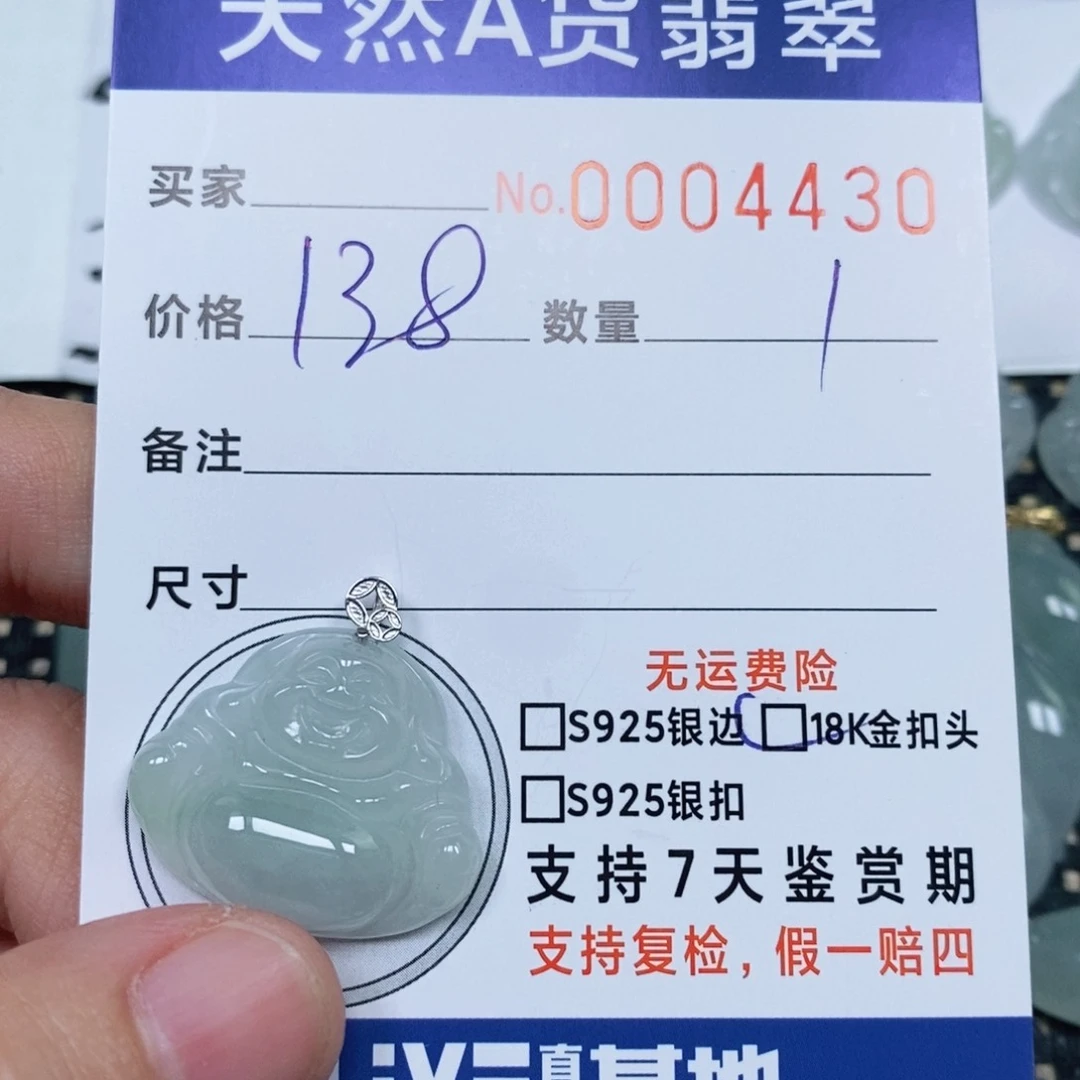 天然A货翡翠
买家 No.0004430
价格 138 数量 1
备注
尺寸
无运费险
S925银边 18K金扣头
S925银扣
支持7天鉴赏期
支持复检，假一赔四
基地